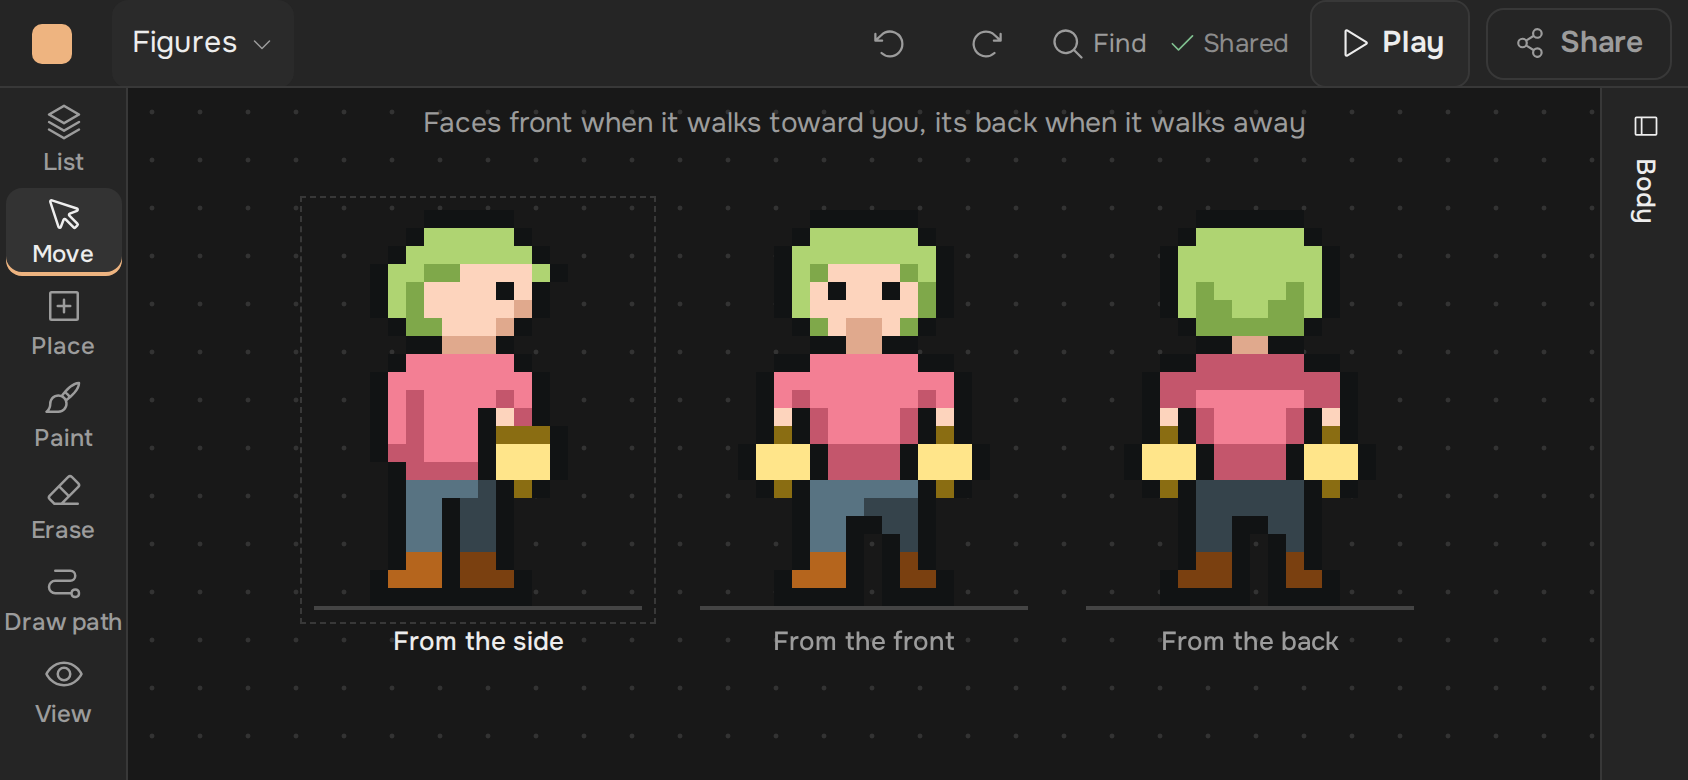 Figures
Find
Shared
Play
Share
List
Move
Place
Paint
Erase
Draw path
View
Faces front when it walks toward you, its back when it walks away
From the side
From the front
From the back
Body